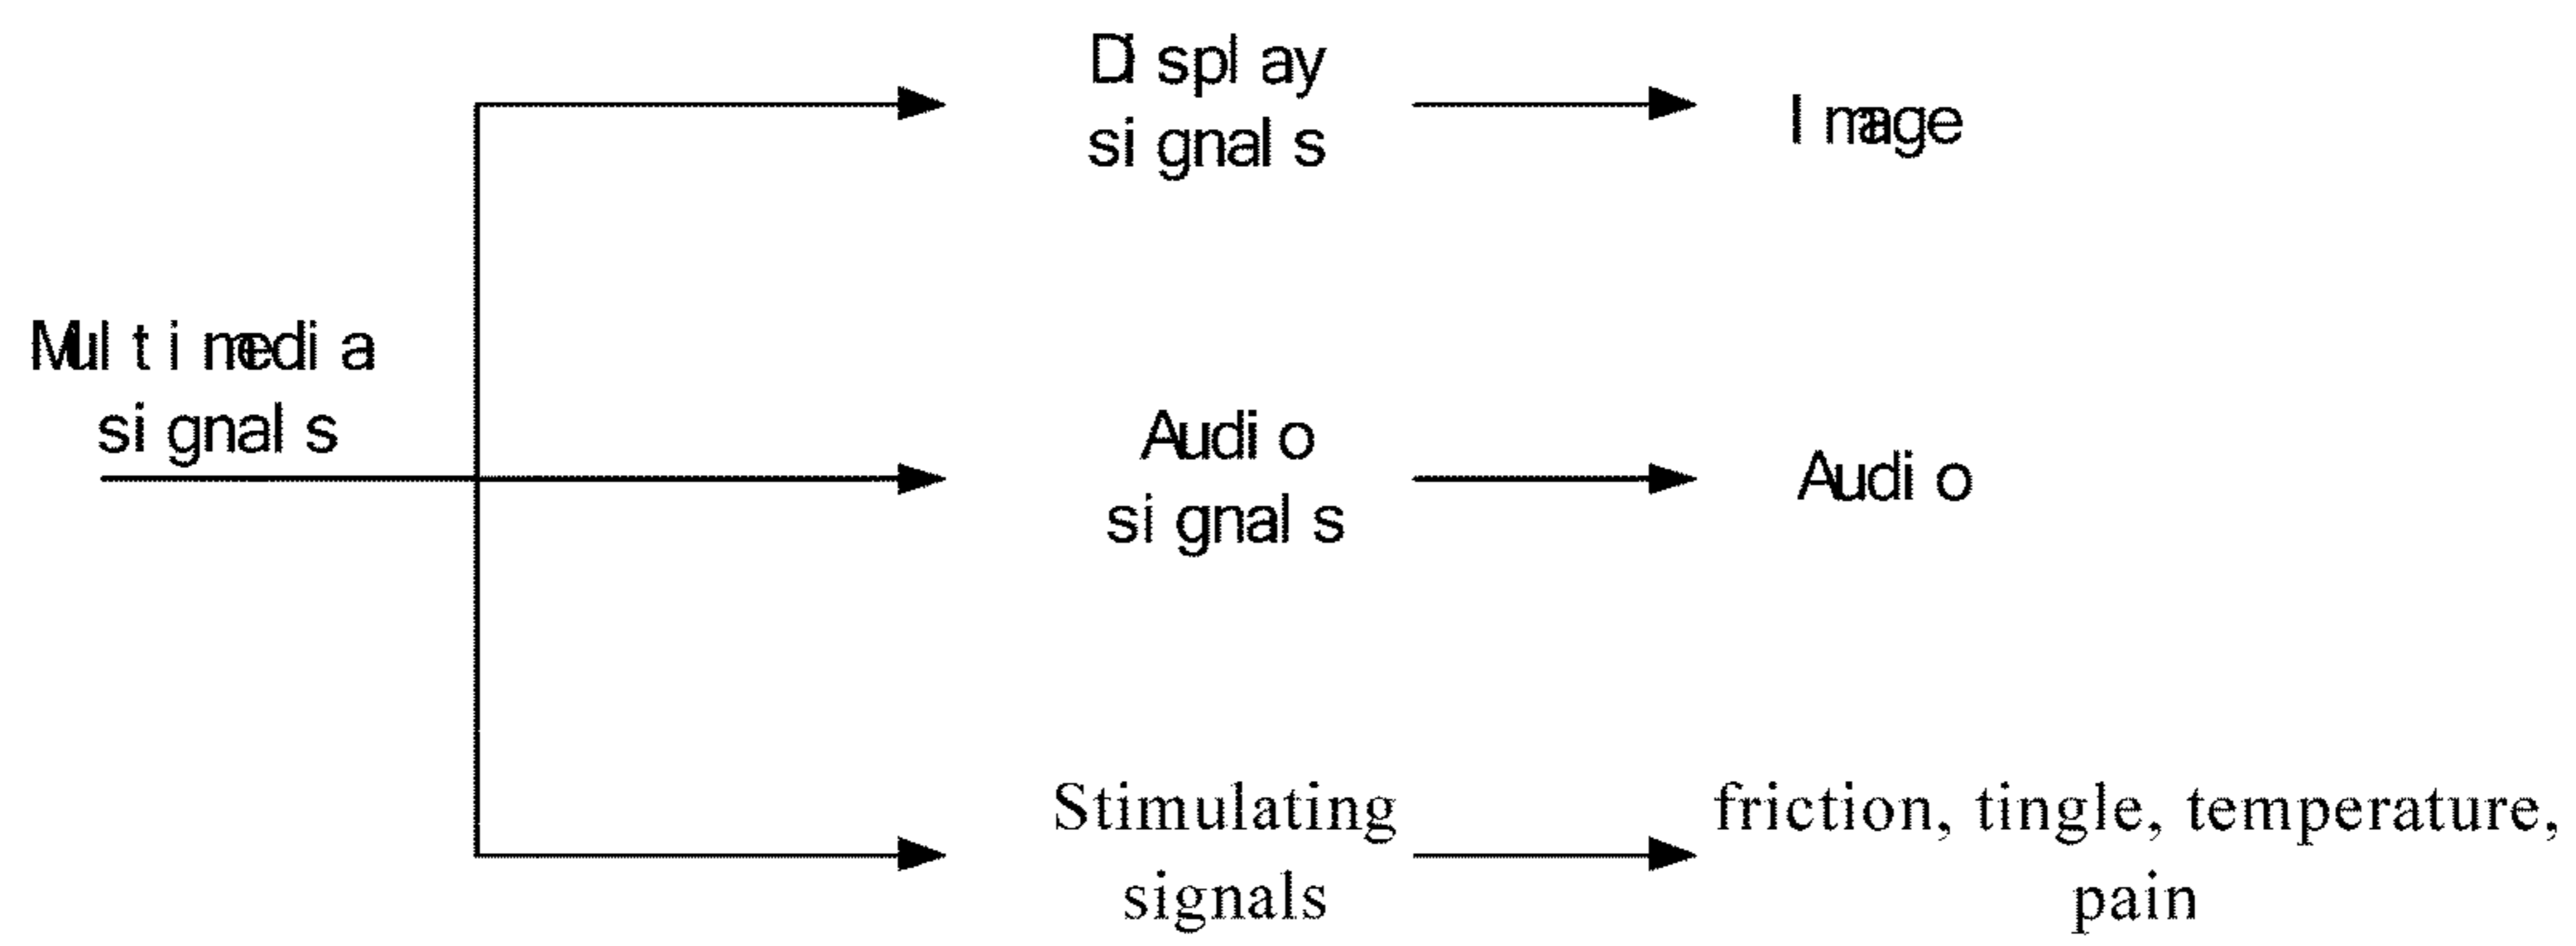 Display
signals
Image
Multimedia
signals
Audio
signals
Audio
Stimulating
signals
friction, tingle, temperature,
pain